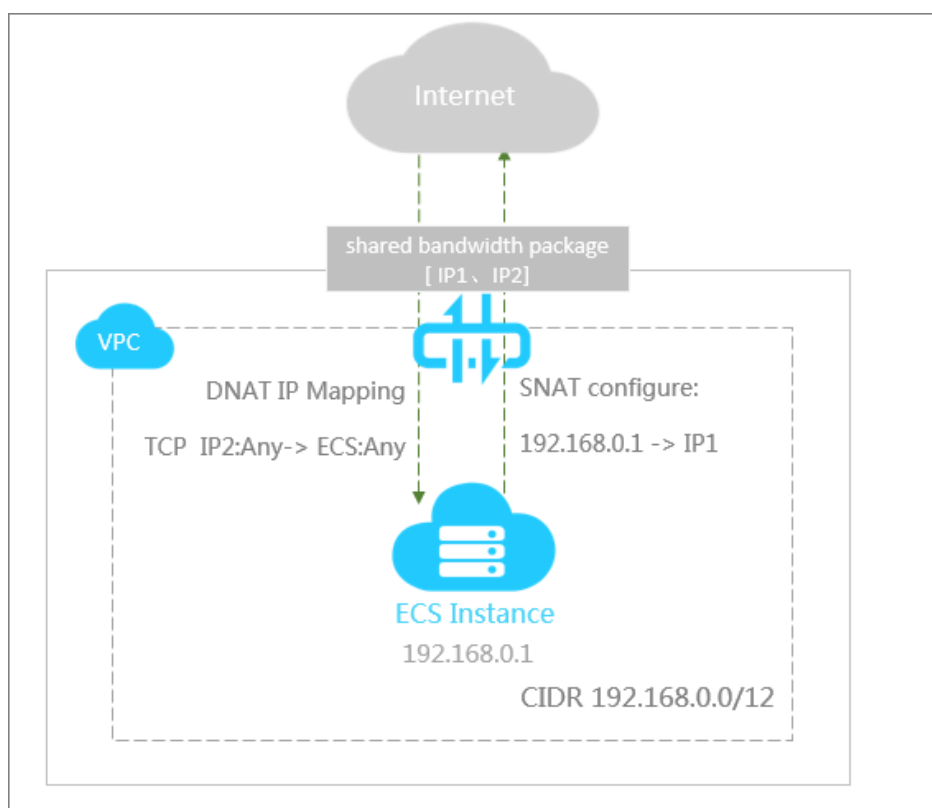 Internet
shared bandwidth package
[ IP1、IP2]
VPC
DNAT IP Mapping
TCP IP2:Any-> ECS:Any
SNAT configure:
192.168.0.1 -> IP1
ECS Instance
192.168.0.1
CIDR 192.168.0.0/12